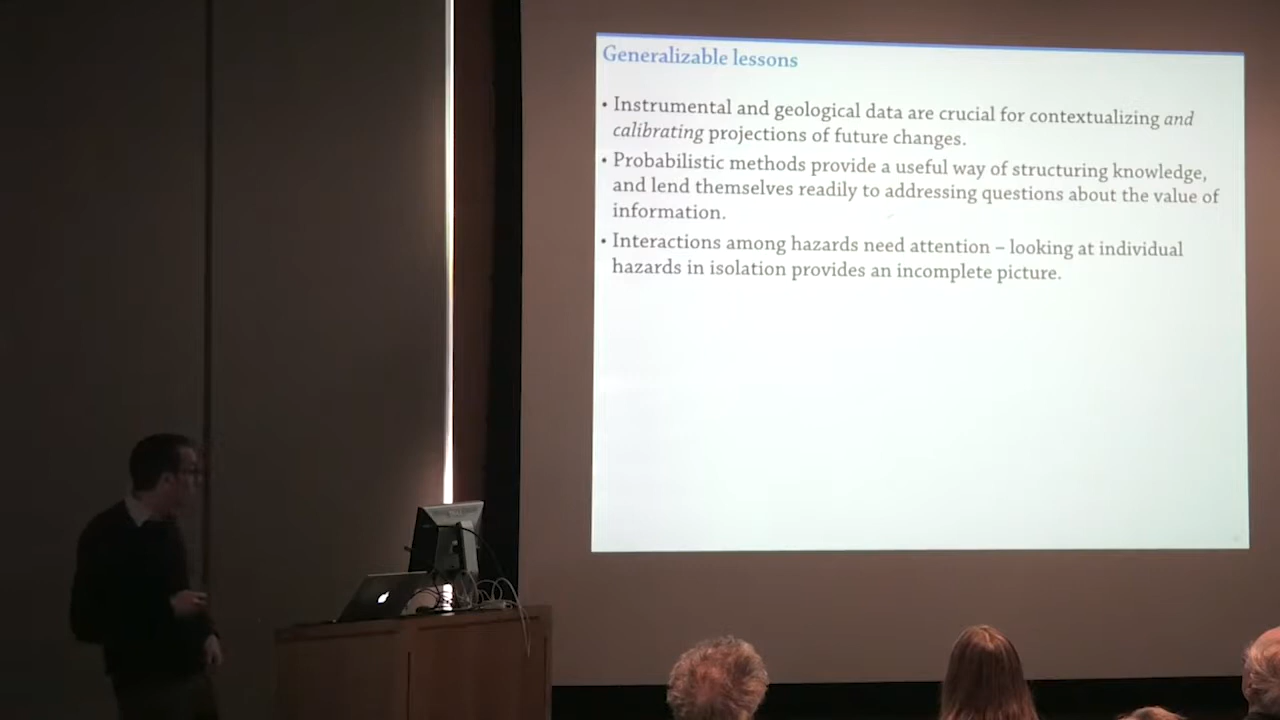 Generalizable lessons
• Instrumental and geological data are crucial for contextualizing and
calibrating projections of future changes.
• Probabilistic methods provide a useful way of structuring knowledge,
and lend themselves readily to addressing questions about the value of
information.
• Interactions among hazards need attention – looking at individual
hazards in isolation provides an incomplete picture.